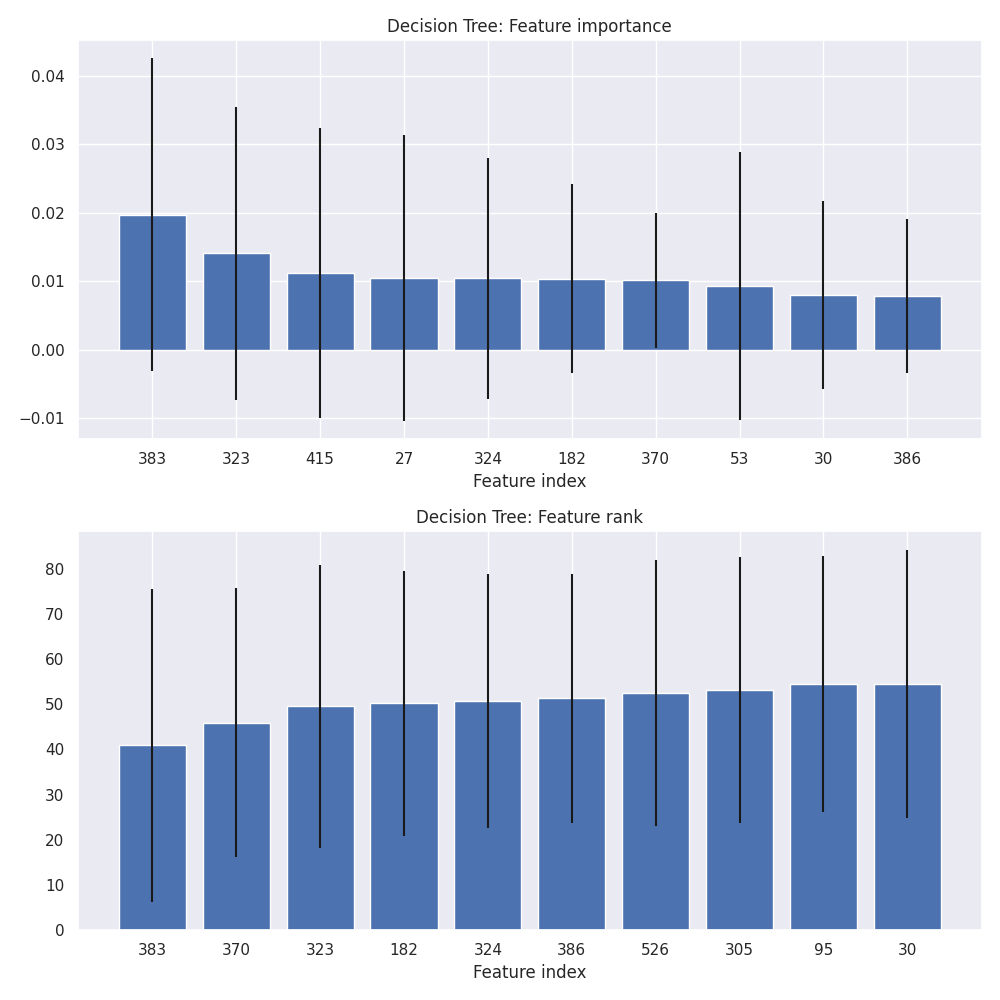 Decision Tree: Feature importance
0.04
0.03
0.02
0.01
0.00
−0.01
383 323 415 27 324 182 370 53 30 386
Feature index
Decision Tree: Feature rank
80
70
60
50
40
30
20
10
0
383 370 323 182 324 386 526 305 95 30
Feature index